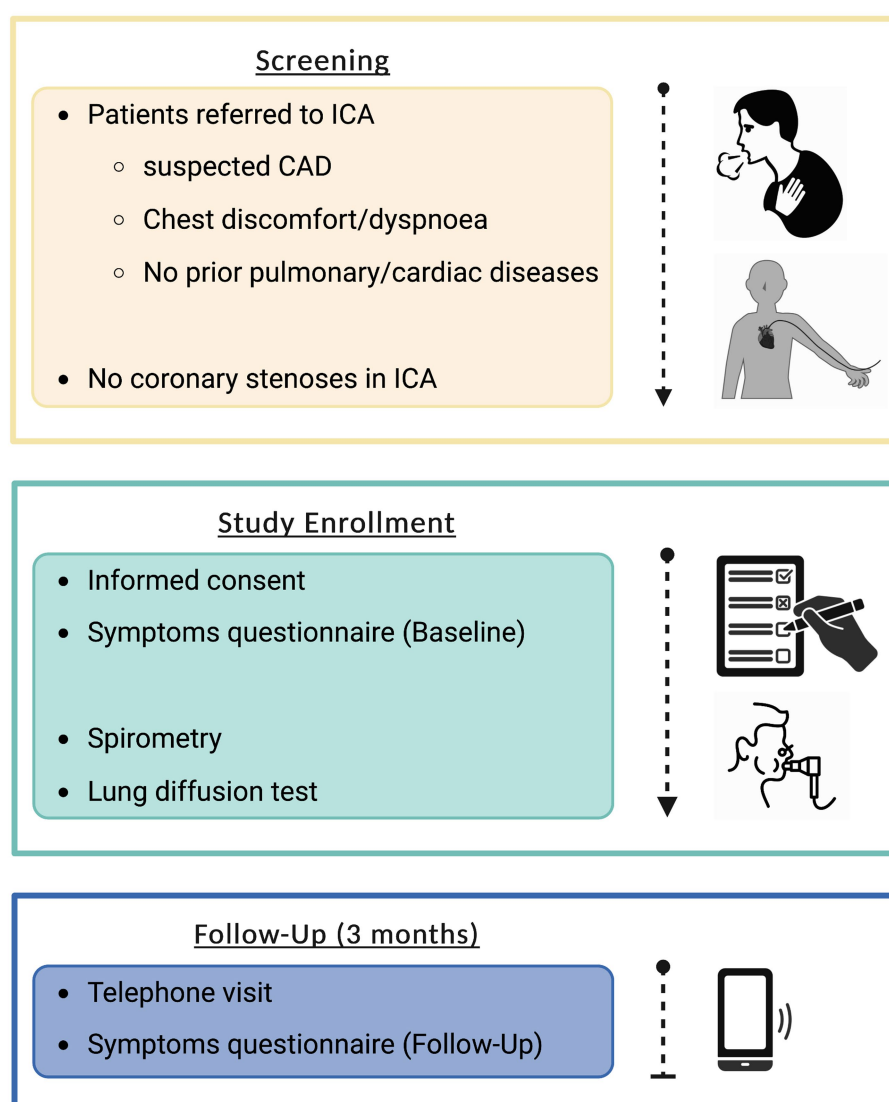 Screening
• Patients referred to ICA
○ suspected CAD
○ Chest discomfort/dyspnoea
○ No prior pulmonary/cardiac diseases
• No coronary stenoses in ICA
Study Enrollment
• Informed consent
• Symptoms questionnaire (Baseline)
• Spirometry
• Lung diffusion test
Follow-Up (3 months)
• Telephone visit
• Symptoms questionnaire (Follow-Up)